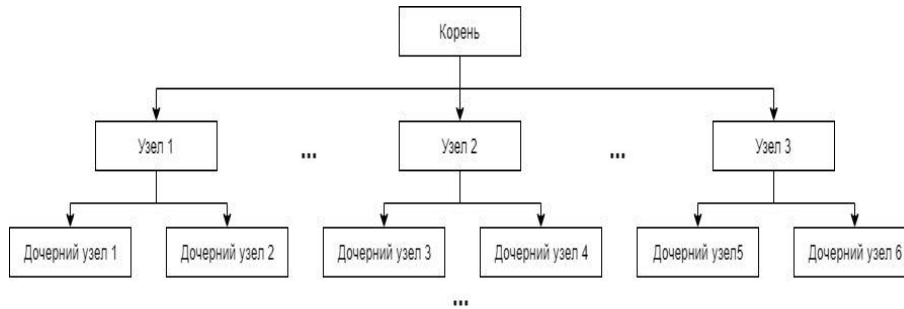 Корень
Узел 1
...
Узел 2
...
Узел 3
Дочерний узел 1
Дочерний узел 2
Дочерний узел 3
Дочерний узел 4
Дочерний узел5
Дочерний узел 6
...